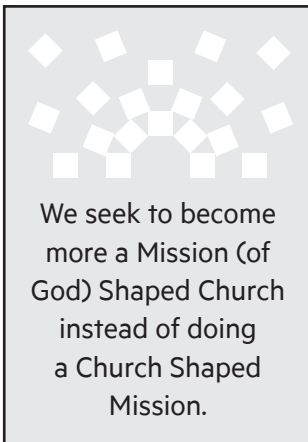 We seek to become
more a Mission (of
God) Shaped Church
instead of doing
a Church Shaped
Mission.